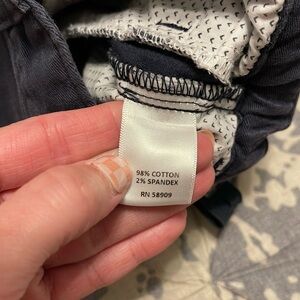 98% COTTON
2% SPANDEX
RN 58909